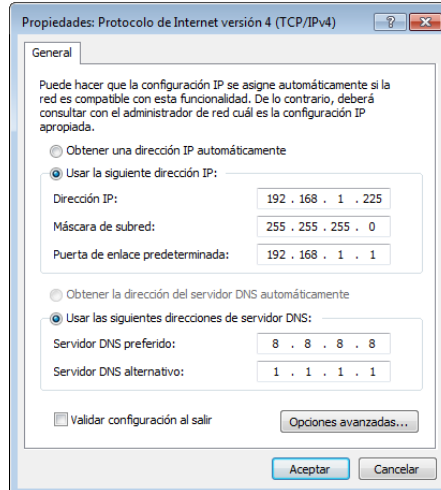 Propiedades: Protocolo de Internet versión 4 (TCP/IPv4)
General
Puede hacer que la configuración IP se asigne automáticamente si la
red es compatible con esta funcionalidad. De lo contrario, deberá
consultar con el administrador de red cuál es la configuración IP
apropiada.
Obtener una dirección IP automáticamente
Usar la siguiente dirección IP:
Dirección IP: 192 . 168 . 1 . 225
Máscara de subred: 255 . 255 . 255 . 0
Puerta de enlace predeterminada: 192 . 168 . 1 . 1
Obtener la dirección del servidor DNS automáticamente
Usar las siguientes direcciones de servidor DNS:
Servidor DNS preferido: 8 . 8 . 8 . 8
Servidor DNS alternativo: 1 . 1 . 1 . 1
Validar configuración al salir Opciones avanzadas...
Aceptar Cancelar